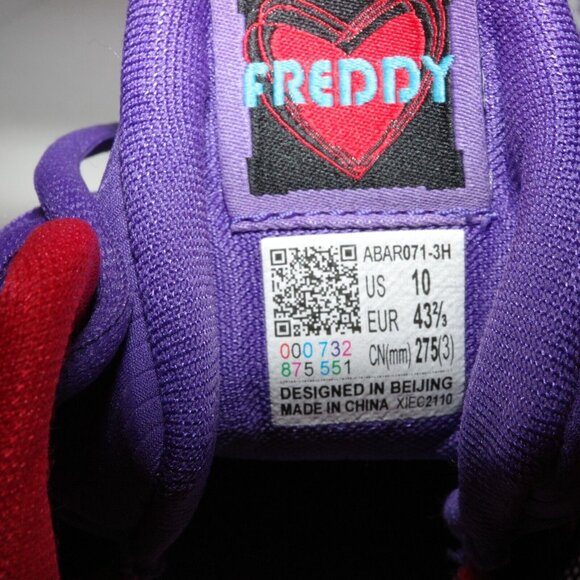 FREDDY
ABAR071-3H
US 10
EUR 43⅔
CN(mm) 275(3)
000 732
875 551
DESIGNED IN BEIJING
MADE IN CHINA XIEC2110